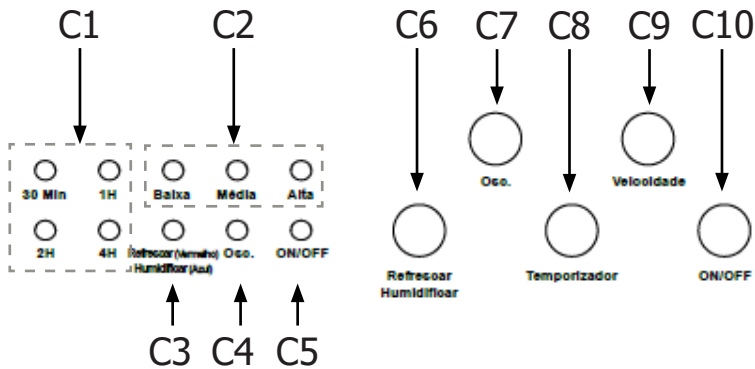 C1 C2 C6 C7 C8 C9 C10
Osc. Velocidade
30 Min 1H Baixa Média Alta
2H 4H Refrescar (Vermelho) Osc. ON/OFF
Humidificar (Azul)
Refrescar Temporizador ON/OFF
Humidificar
C3 C4 C5